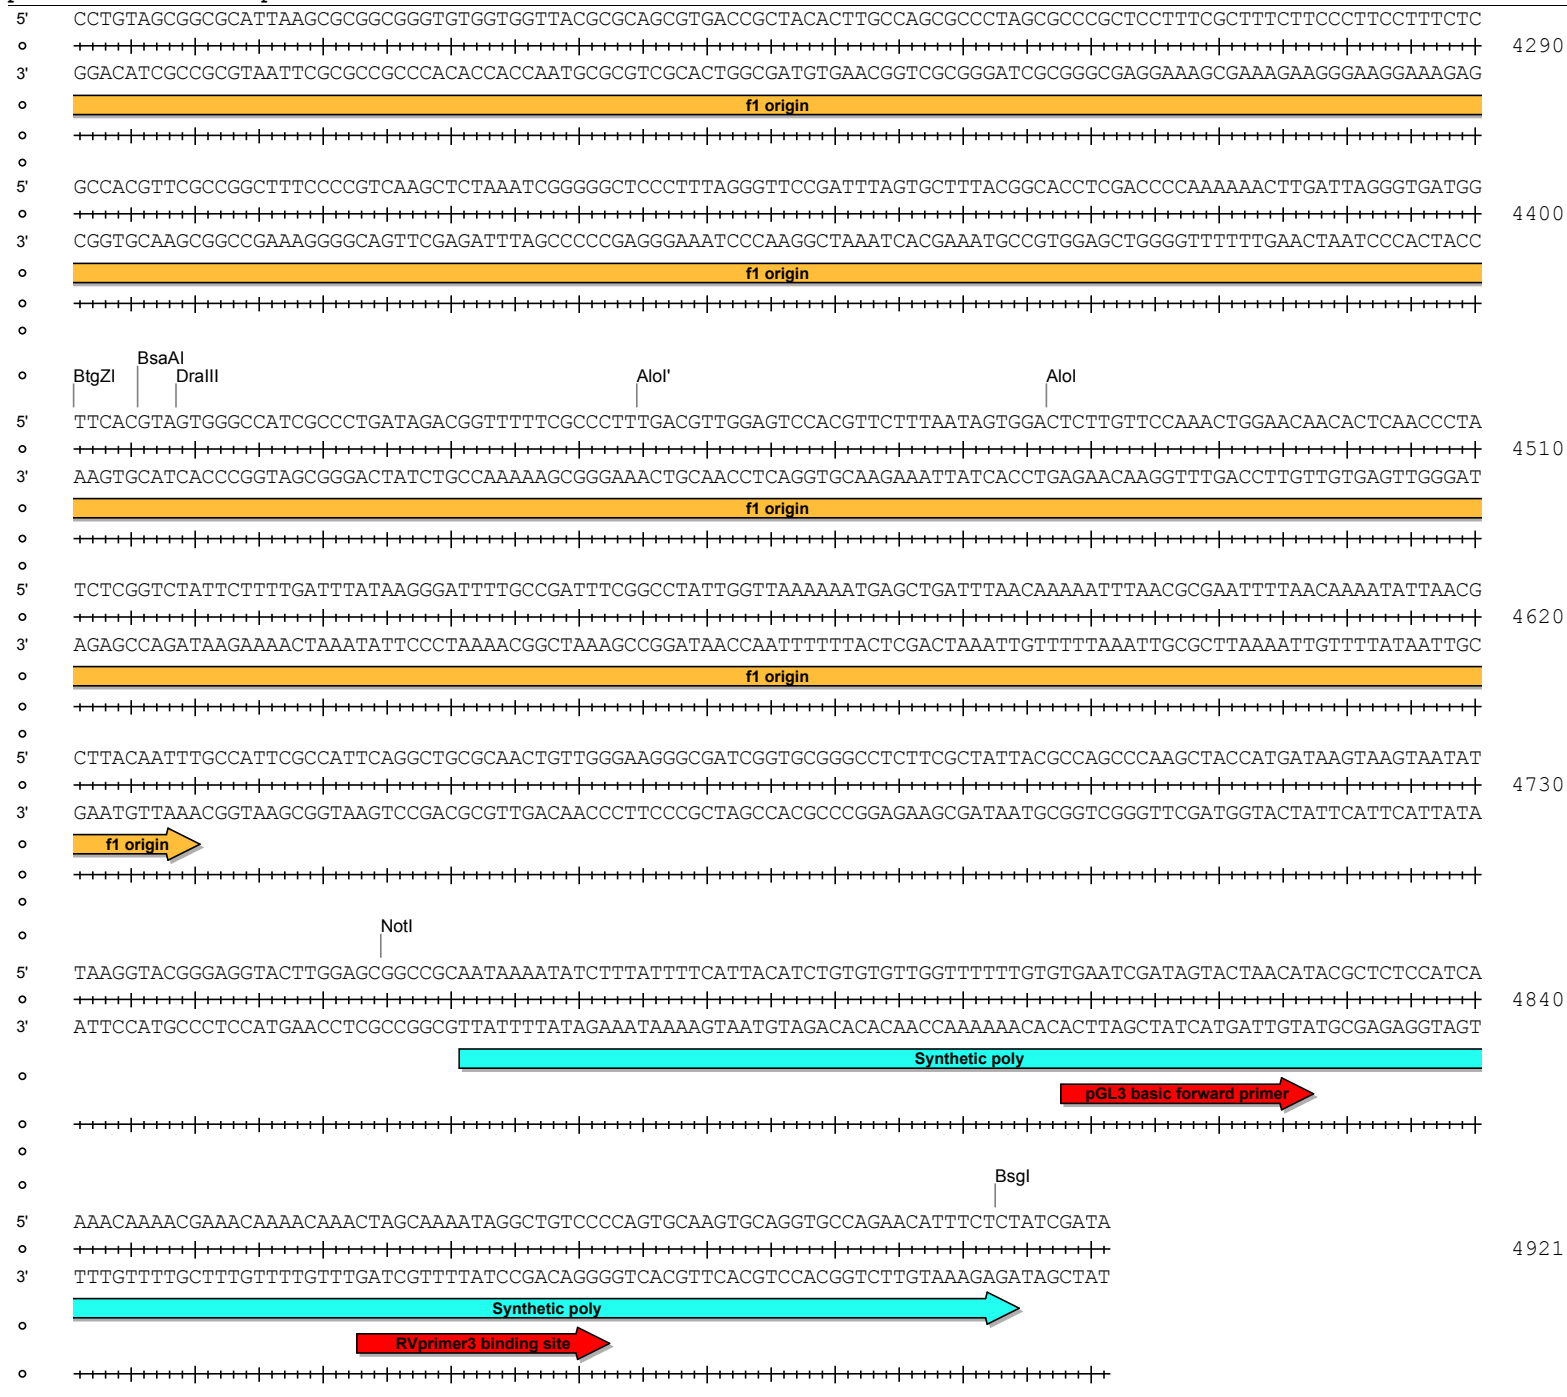 5' CCTGTAGCGGCGCATTAAGCGCGGCGGGTGTGGTGGTTACGCGCAGCGTGACCGCTACACTTGCCAGCGCCCTAGCGCCCGCTCCTTTCGCTTTCTTCCCTTCCTTTCTC
4290
3' GGACATCGCCGCGTAATTCGCGCCGCCCACACCACCAATGCGCGTCGCACTGGCGATGTGAACGGTCGCGGGATCGCGGGCGAGGAAAGCGAAAGAAGGGAAGGAAAGAG
f1 origin
5' GCCACGTTCGCCGGCTTTCCCCGTCAAGCTCTAAATCGGGGGCTCCCTTTAGGGTTCCGATTTAGTGCTTTACGGCACCTCGACCCCAAAAAACTTGATTAGGGTGATGG
4400
3' CGGTGCAAGCGGCCGAAAGGGGCAGTTCGAGATTTAGCCCCCGAGGGAAATCCCAAGGCTAAATCACGAAATGCCGTGGAGCTGGGGTTTTTTGAACTAATCCCACTACC
f1 origin
BsaAI
BtgZI DraIII AloI' AloI
5' TTCACGTAGTGGGCCATCGCCCTGATAGACGGTTTTTCGCCCTTTGACGTTGGAGTCCACGTTCTTTAATAGTGGACTCTTGTTCCAAACTGGAACAACACTCAACCCTA
4510
3' AAGTGCATCACCCGGTAGCGGGACTATCTGCCAAAAAGCGGGAAACTGCAACCTCAGGTGCAAGAAATTATCACCTGAGAACAAGGTTTGACCTTGTTGTGAGTTGGGAT
f1 origin
5' TCTCGGTCTATTCTTTTGATTTATAAGGGATTTTGCCGATTTCGGCCTATTGGTTAAAAAATGAGCTGATTTAACAAAAATTTAACGCGAATTTTAACAAAATATTAACG
4620
3' AGAGCCAGATAAGAAAACTAAATATTCCCTAAAACGGCTAAAGCCGGATAACCAATTTTTTACTCGACTAAATTGTTTTTAAATTGCGCTTAAAATTGTTTTATAATTGC
f1 origin
5' CTTACAATTTGCCATTCGCCATTCAGGCTGCGCAACTGTTGGGAAGGGCGATCGGTGCGGGCCTCTTCGCTATTACGCCAGCCCAAGCTACCATGATAAGTAAGTAATAT
4730
3' GAATGTTAAACGGTAAGCGGTAAGTCCGACGCGTTGACAACCCTTCCCGCTAGCCACGCCCGGAGAAGCGATAATGCGGTCGGGTTCGATGGTACTATTCATTCATTATA
f1 origin
NotI
5' TAAGGTACGGGAGGTACTTGGAGCGGCCGCAATAAAATATCTTTATTTTCATTACATCTGTGTGTTGGTTTTTTGTGTGAATCGATAGTACTAACATACGCTCTCCATCA
4840
3' ATTCCATGCCCTCCATGAACCTCGCCGGCGTTATTTTATAGAAATAAAAGTAATGTAGACACACAACCAAAAAACACACTTAGCTATCATGATTGTATGCGAGAGGTAGT
Synthetic poly
pGL3 basic forward primer
BsgI
5' AAACAAAACGAAACAAAACAAACTAGCAAAATAGGCTGTCCCCAGTGCAAGTGCAGGTGCCAGAACATTTCTCTATCGATA
4921
3' TTTGTTTTGCTTTGTTTTGTTTGATCGTTTTATCCGACAGGGGTCACGTTCACGTCCACGGTCTTGTAAAGAGATAGCTAT
Synthetic poly
RVprimer3 binding site